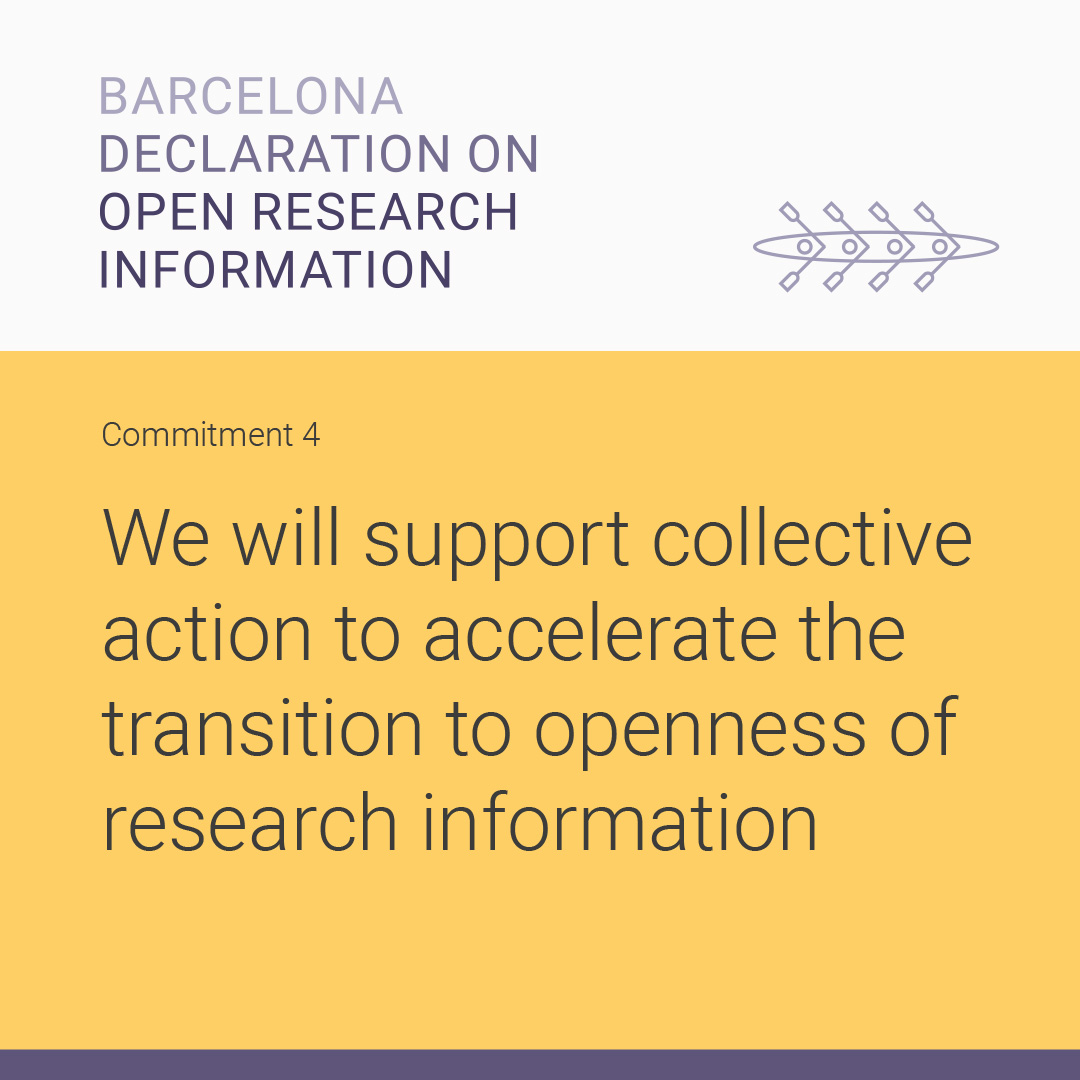 BARCELONA
DECLARATION ON
OPEN RESEARCH
INFORMATION
Commitment 4
We will support collective
action to accelerate the
transition to openness of
research information